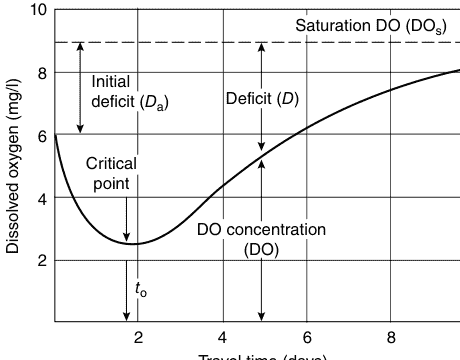 10
Saturation DO (DOs)
8
Initial
deficit (Da)
Deficit (D)
6
Critical
point
4
DO concentration
(DO)
2
to
2 4 6 8
Dissolved oxygen (mg/l)
Travel time (days)